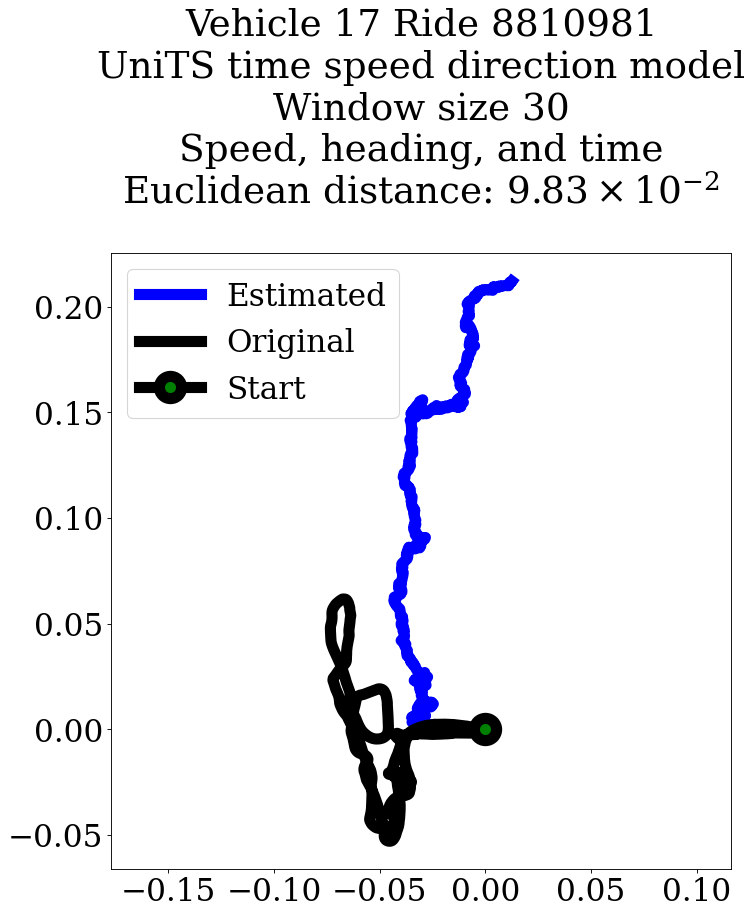 Vehicle 17 Ride 8810981
UniTS time speed direction model
Window size 30
Speed, heading, and time
Euclidean distance: 9.83 × 10⁻²
Estimated
Original
Start
0.20
0.15
0.10
0.05
0.00
−0.05
−0.15 −0.10 −0.05 0.00 0.05 0.10